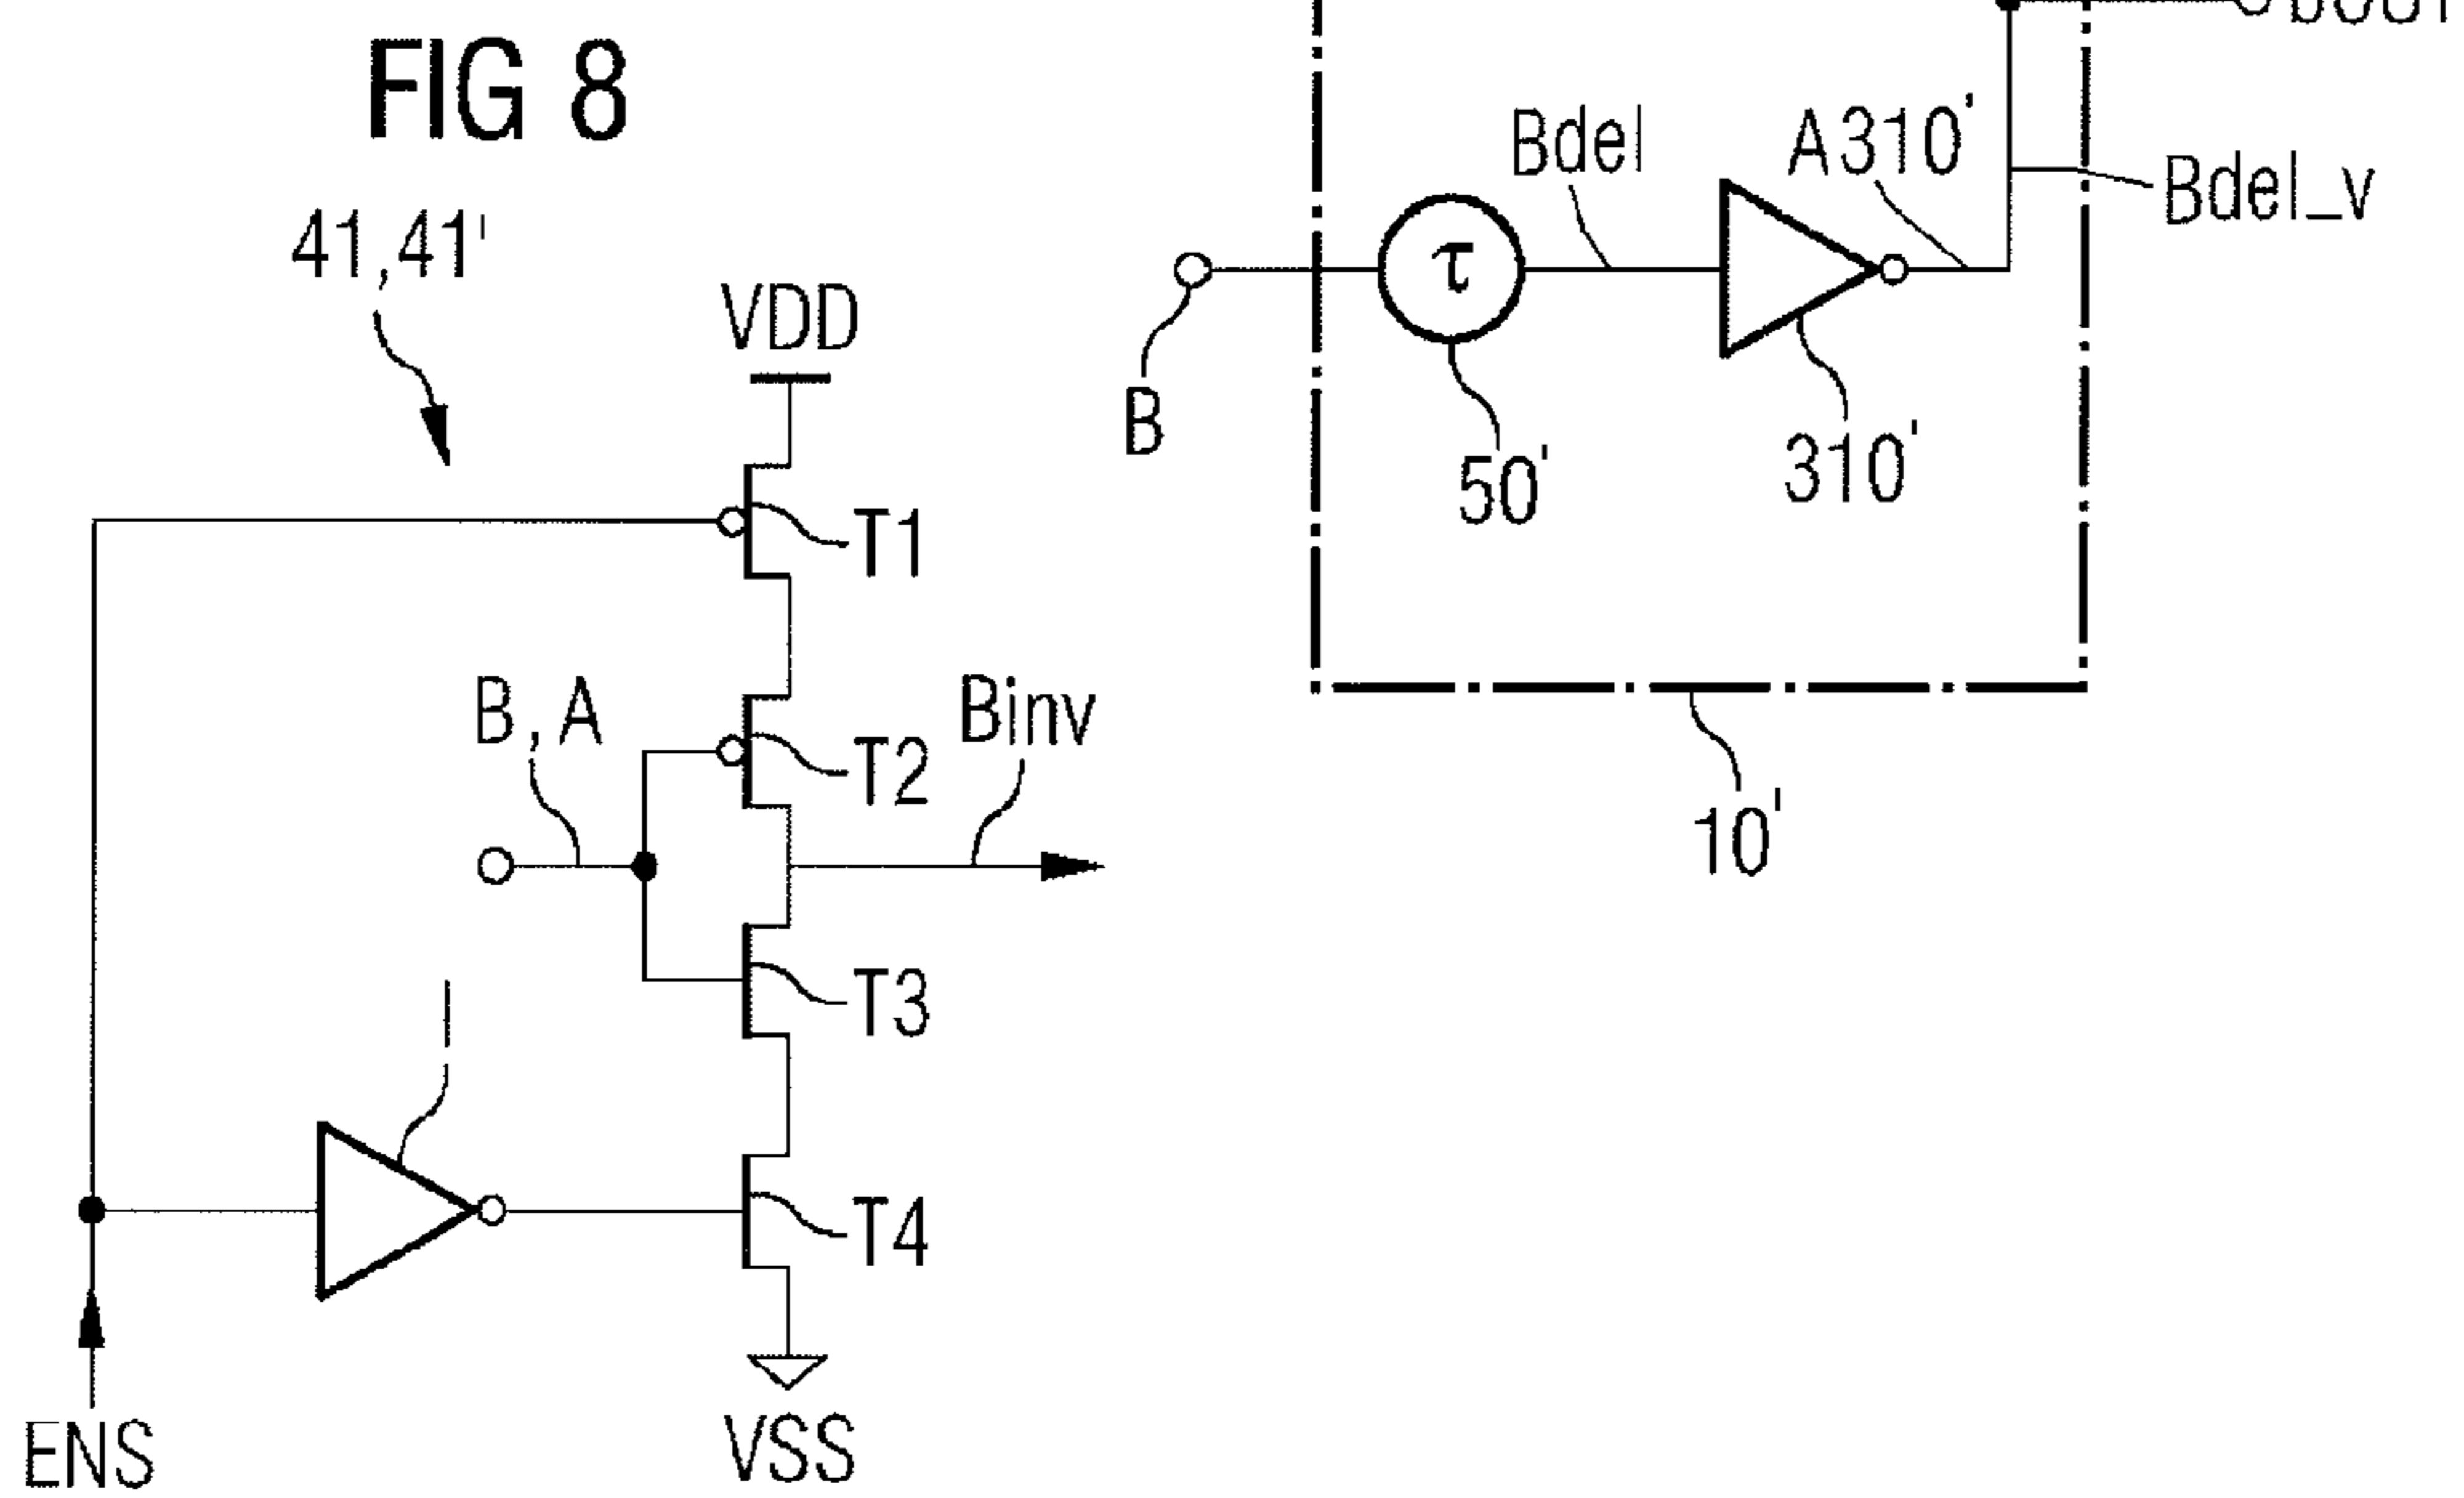 FIG 8
41,41'
VDD
T1
B,A
T2
Binv
T3
I
T4
ENS
VSS
Bdel
A310'
Bdel_v
τ
B
50'
310'
10'